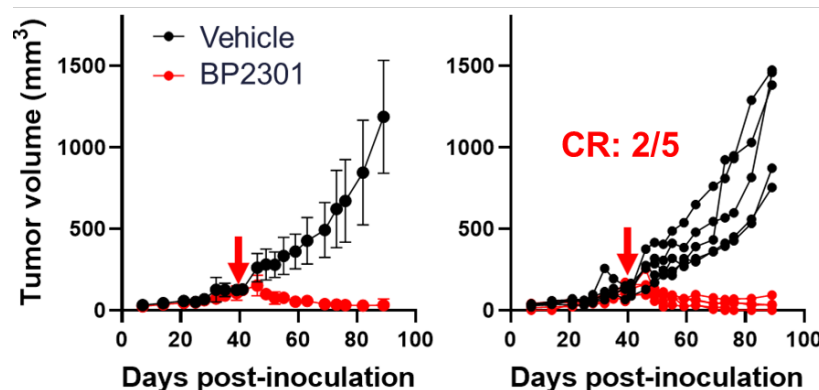 Tumor volume (mm³)
1500
1000
500
0
Vehicle
BP2301
0 20 40 60 80 100
Days post-inoculation
1500
1000
500
0
CR: 2/5
0 20 40 60 80 100
Days post-inoculation